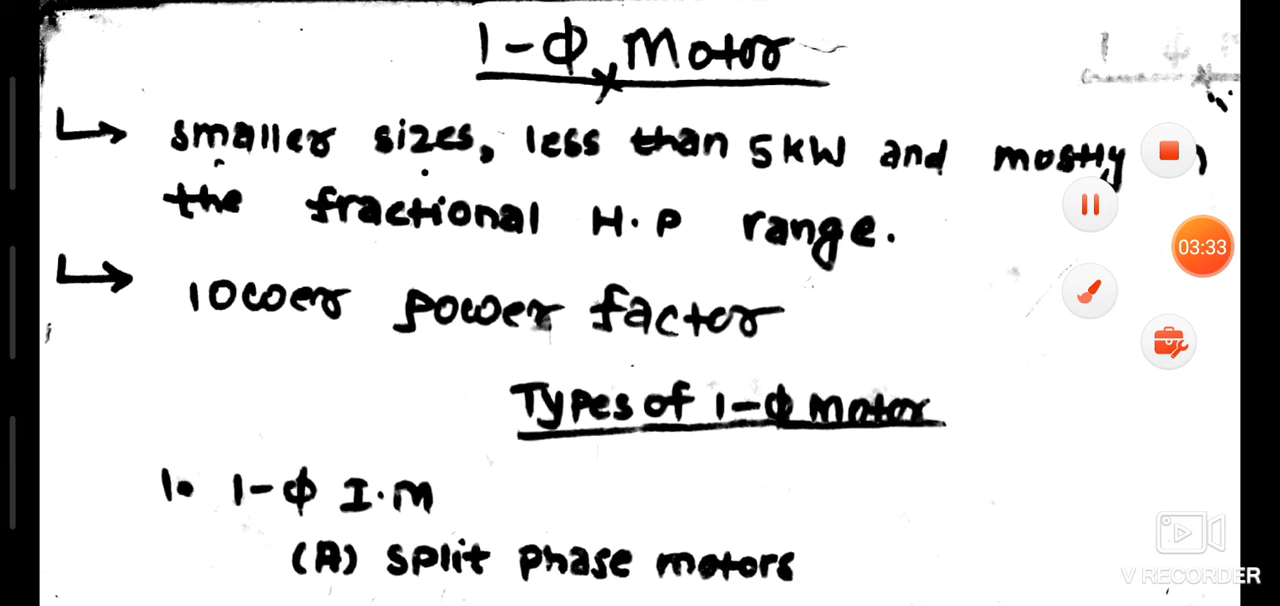 1-Φ Motor
smaller sizes, less than 5KW and mostly
the fractional H.P range.
03:33
lower power factor
Types of 1-Φ motor
1. 1-Φ I.M
(A) split phase motors
V RECORDER